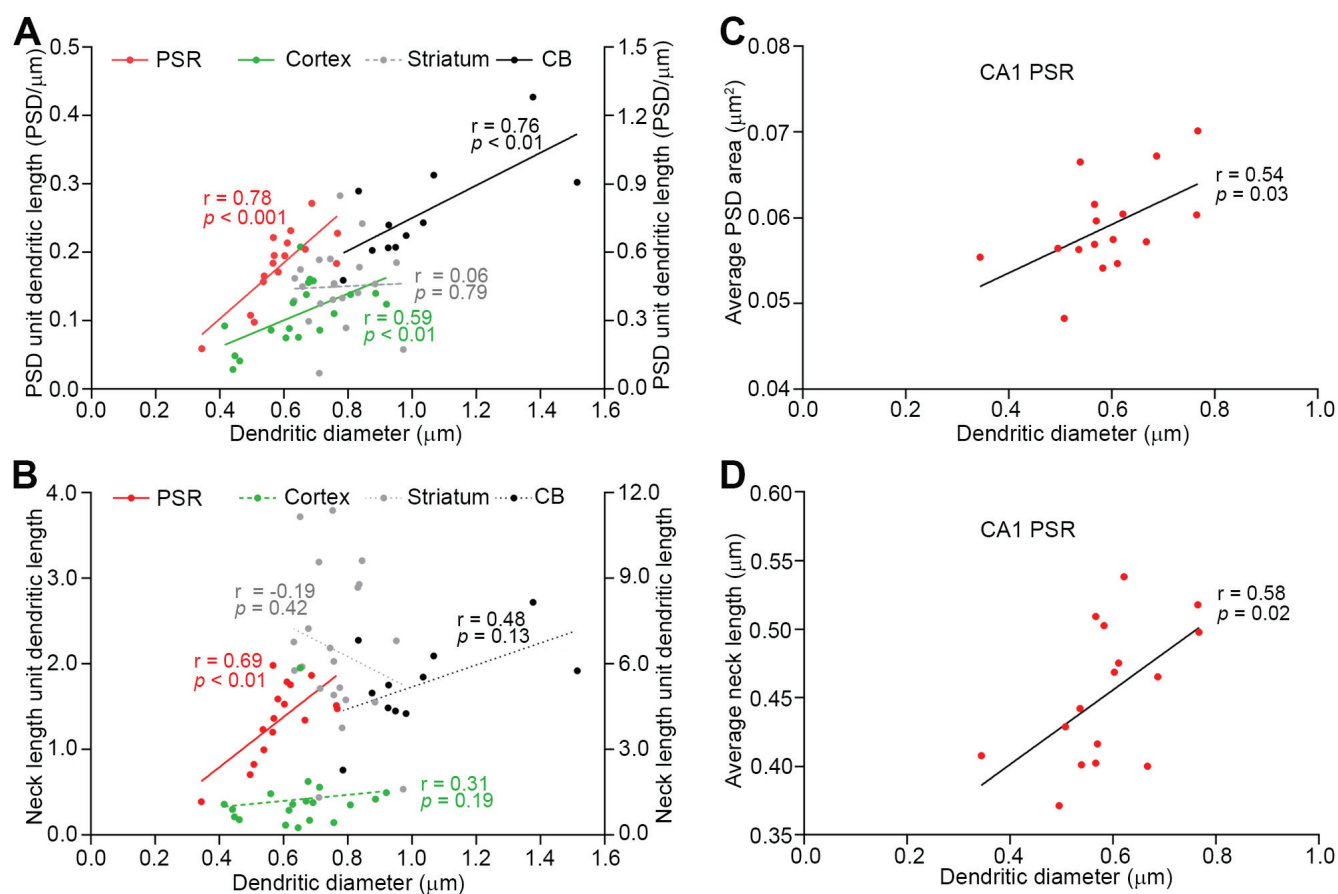 A
PSD unit dendritic length (PSD/μm)
0.5
0.4
0.3
0.2
0.1
0.0
PSR
Cortex
Striatum
CB
r = 0.78
p < 0.001
r = 0.76
p < 0.01
r = 0.06
p = 0.79
r = 0.59
p < 0.01
1.5
1.2
0.9
0.6
0.3
0.0
PSD unit dendritic length (PSD/μm)
0.0 0.2 0.4 0.6 0.8 1.0 1.2 1.4 1.6
Dendritic diameter (μm)
C
Average PSD area (μm²)
0.08
0.07
0.06
0.05
0.04
CA1 PSR
r = 0.54
p = 0.03
0.0 0.2 0.4 0.6 0.8 1.0
Dendritic diameter (μm)
B
Neck length unit dendritic length
4.0
3.0
2.0
1.0
0.0
PSR
Cortex
Striatum
CB
r = -0.19
p = 0.42
r = 0.48
p = 0.13
r = 0.69
p < 0.01
r = 0.31
p = 0.19
12.0
9.0
6.0
3.0
0.0
Neck length unit dendritic length
0.0 0.2 0.4 0.6 0.8 1.0 1.2 1.4 1.6
Dendritic diameter (μm)
D
Average neck length (μm)
0.60
0.55
0.50
0.45
0.40
0.35
CA1 PSR
r = 0.58
p = 0.02
0.0 0.2 0.4 0.6 0.8 1.0
Dendritic diameter (μm)